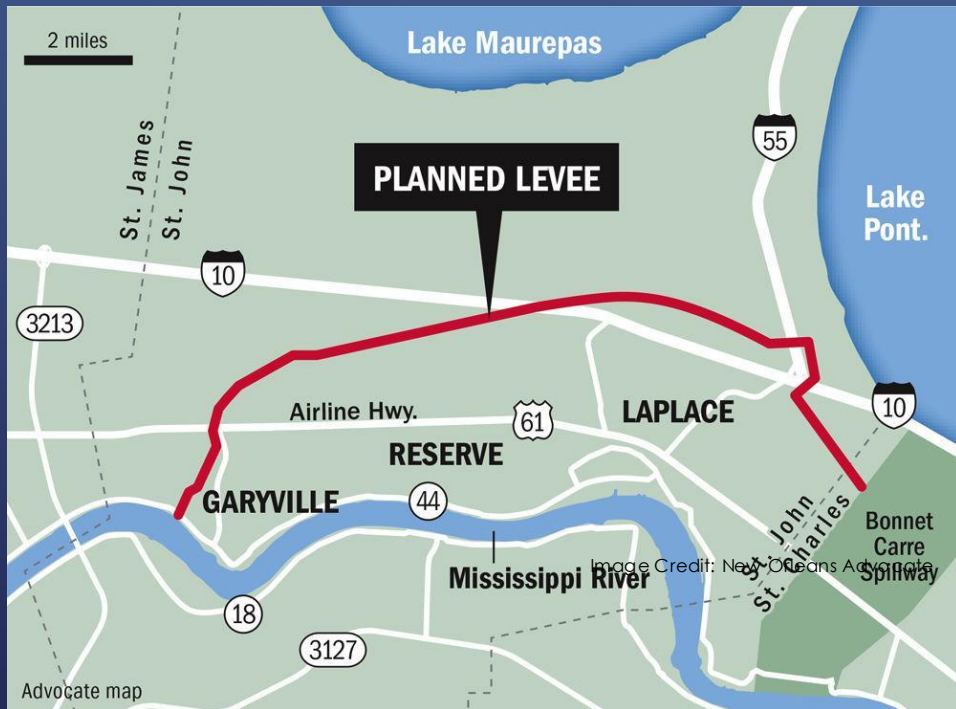 2 miles
Lake Maurepas
St. James
St. John
55
PLANNED LEVEE
Lake
Pont.
10
3213
10
Airline Hwy.
61
LAPLACE
RESERVE
GARYVILLE
44
St. John
St. Charles
Bonnet
Carre
Spillway
Image Credit: New Orleans Advocate
Mississippi River
18
3127
Advocate map